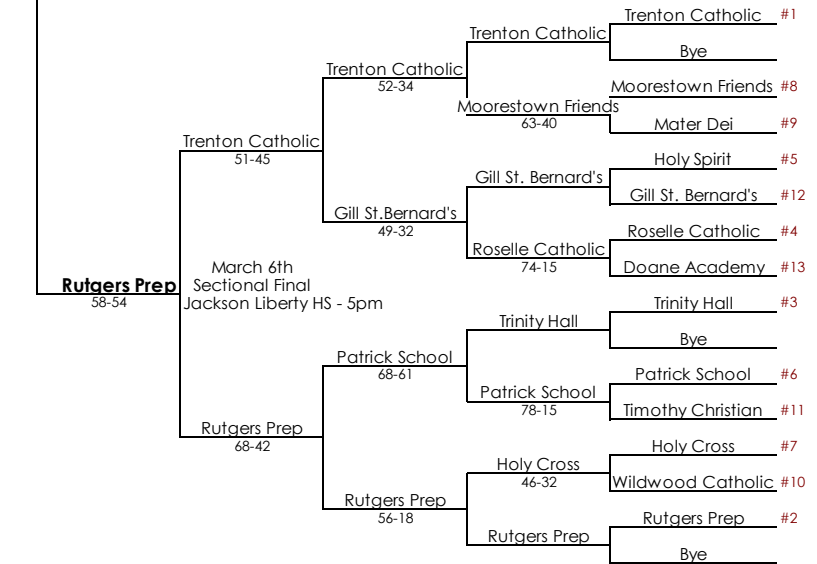 Trenton Catholic #1
Trenton Catholic
Bye
Trenton Catholic
52-34
Moorestown Friends #8
Moorestown Friends
63-40
Mater Dei #9
Trenton Catholic
51-45
Holy Spirit #5
Gill St. Bernard's
Gill St. Bernard's #12
Gill St.Bernard's
49-32
Roselle Catholic #4
Roselle Catholic
74-15
Doane Academy #13
March 6th
Sectional Final
Jackson Liberty HS - 5pm
Rutgers Prep
58-54
Trinity Hall #3
Trinity Hall
Bye
Patrick School
68-61
Patrick School #6
Patrick School
78-15
Timothy Christian #11
Rutgers Prep
68-42
Holy Cross #7
Holy Cross
46-32
Wildwood Catholic #10
Rutgers Prep
56-18
Rutgers Prep #2
Rutgers Prep
Bye